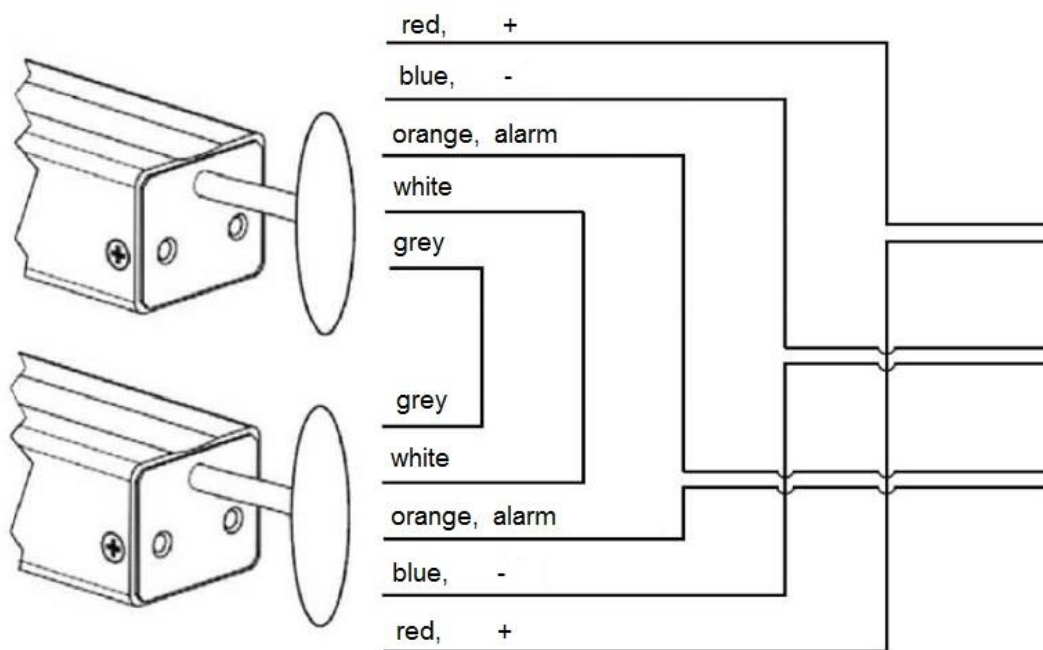 red, +
blue, -
orange, alarm
white
grey
grey
white
orange, alarm
blue, -
red, +